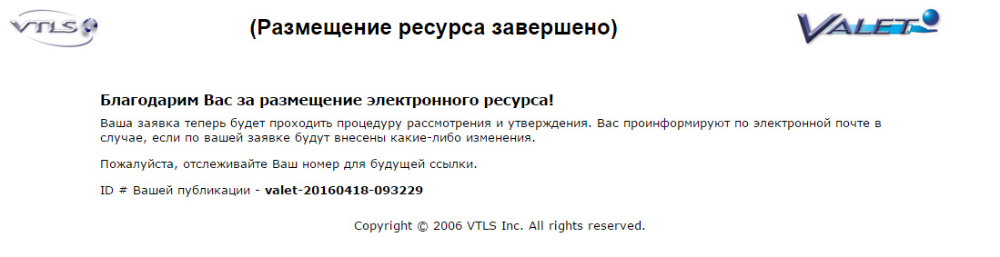 VTLS
(Размещение ресурса завершено)
VALET
Благодарим Вас за размещение электронного ресурса!
Ваша заявка теперь будет проходить процедуру рассмотрения и утверждения. Вас проинформируют по электронной почте в
случае, если по вашей заявке будут внесены какие-либо изменения.
Пожалуйста, отслеживайте Ваш номер для будущей ссылки.
ID # Вашей публикации - valet-20160418-093229
Copyright © 2006 VTLS Inc. All rights reserved.